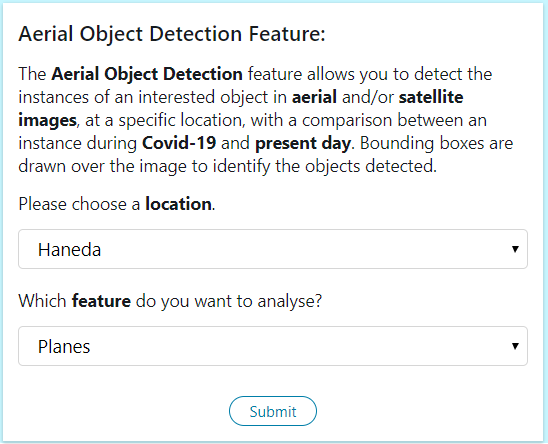 Aerial Object Detection Feature:
The Aerial Object Detection feature allows you to detect the
instances of an interested object in aerial and/or satellite
images, at a specific location, with a comparison between an
instance during Covid-19 and present day. Bounding boxes are
drawn over the image to identify the objects detected.
Please choose a location.
Haneda
Which feature do you want to analyse?
Planes
Submit